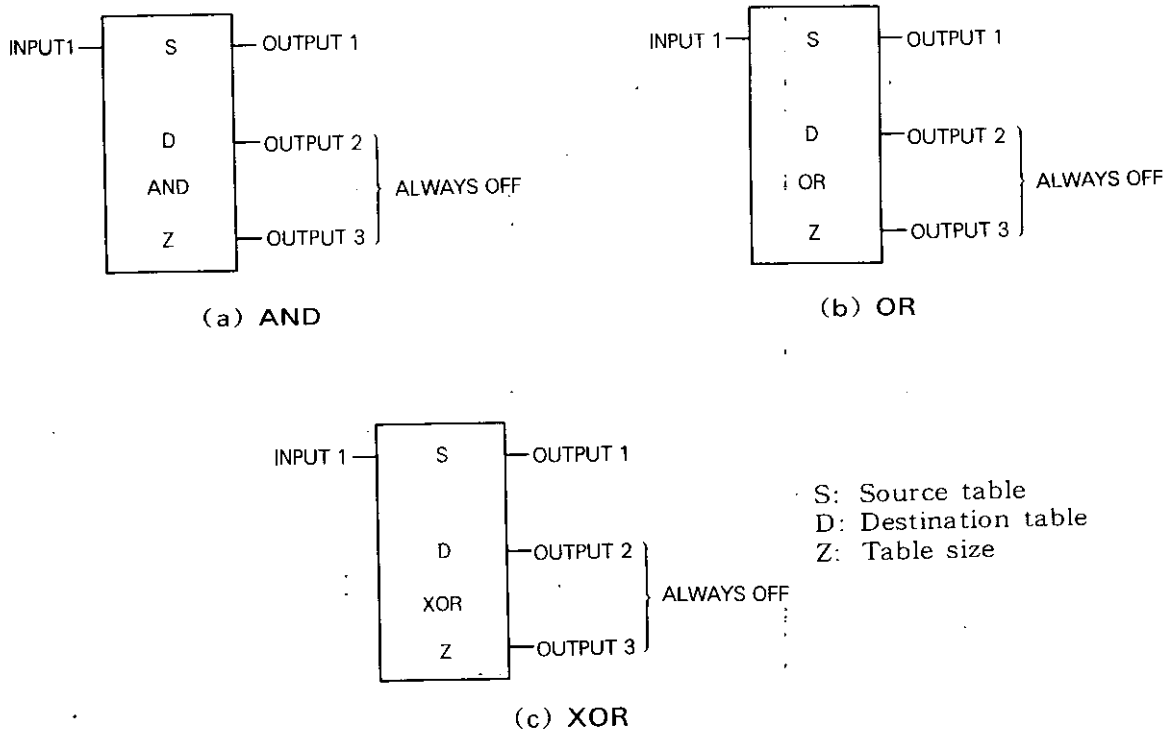 INPUT1 S OUTPUT 1
D OUTPUT 2
AND ALWAYS OFF
Z OUTPUT 3
(a) AND
INPUT 1 S OUTPUT 1
D OUTPUT 2
OR ALWAYS OFF
Z OUTPUT 3
(b) OR
INPUT 1 S OUTPUT 1
D OUTPUT 2
XOR ALWAYS OFF
Z OUTPUT 3
(c) XOR
S: Source table
D: Destination table
Z: Table size